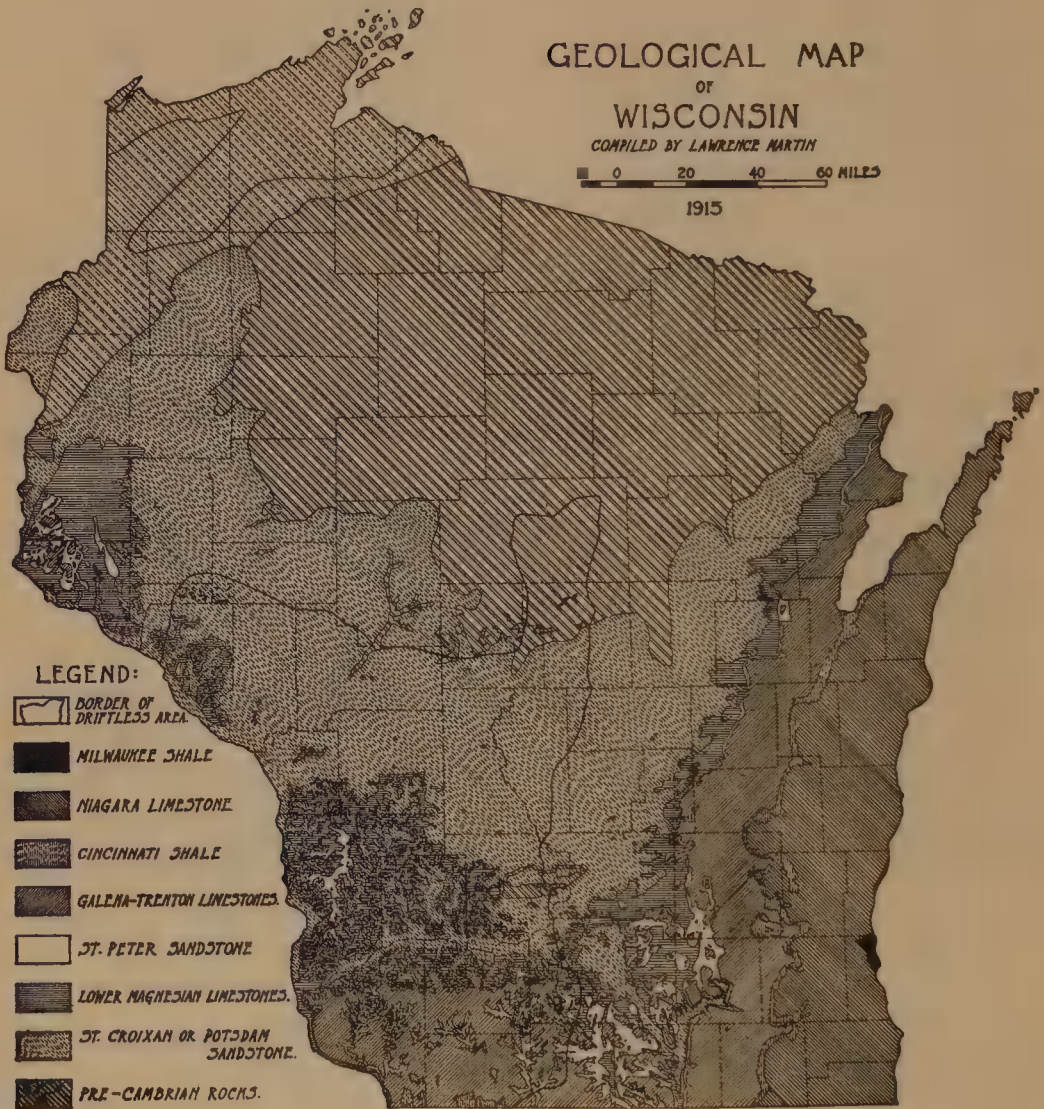 GEOLOGICAL MAP
OF
WISCONSIN
COMPILED BY LAWRENCE MARTIN
0 20 40 60 MILES
1915
LEGEND:
BORDER OF
DRIFTLESS AREA.
MILWAUKEE SHALE
NIAGARA LIMESTONE
CINCINNATI SHALE
GALENA-TRENTON LIMESTONES.
ST. PETER SANDSTONE
LOWER MAGNESIAN LIMESTONES.
ST. CROIXAN OR POTSDAM
SANDSTONE.
PRE-CAMBRIAN ROCKS.